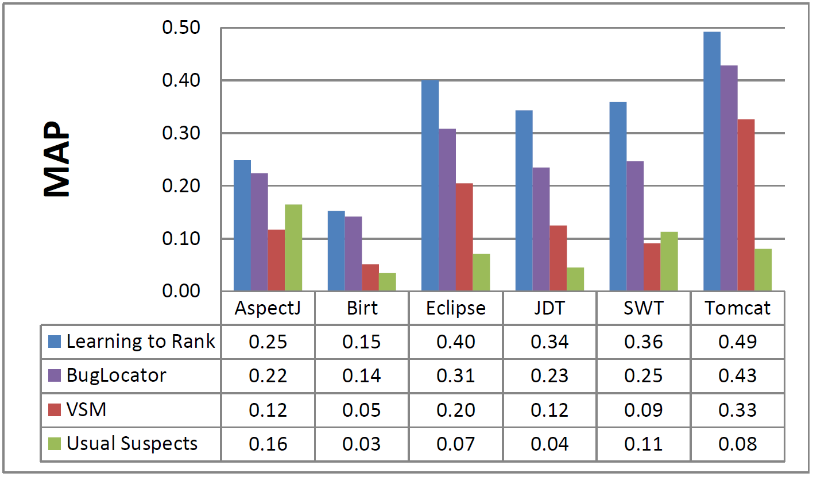 0.50
0.40
0.30
0.20
0.10
0.00
MAP
AspectJ Birt Eclipse JDT SWT Tomcat
Learning to Rank 0.25 0.15 0.40 0.34 0.36 0.49
BugLocator 0.22 0.14 0.31 0.23 0.25 0.43
VSM 0.12 0.05 0.20 0.12 0.09 0.33
Usual Suspects 0.16 0.03 0.07 0.04 0.11 0.08